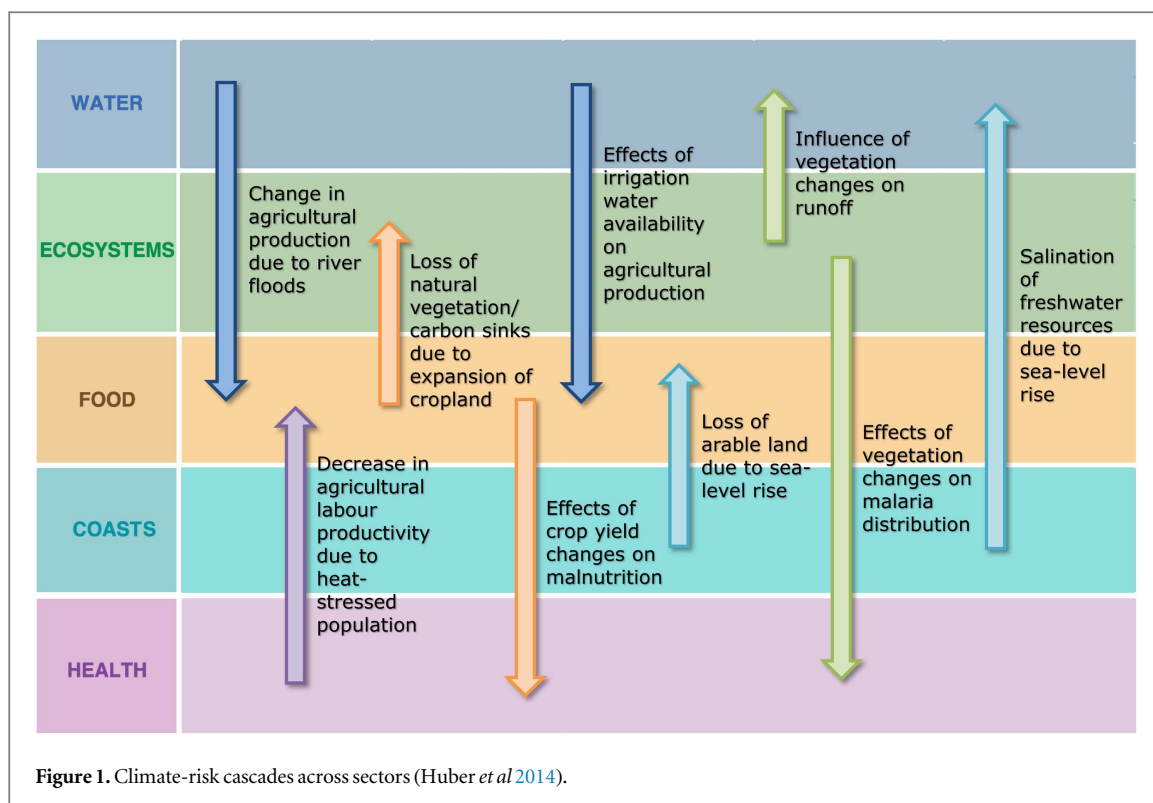 WATER
ECOSYSTEMS
FOOD
COASTS
HEALTH
Change in
agricultural
production
due to river
floods
Loss of
natural
vegetation/
carbon sinks
due to
expansion of
cropland
Decrease in
agricultural
labour
productivity
due to
heat-
stressed
population
Effects of
irrigation
water
availability
on
agricultural
production
Effects of
crop yield
changes on
malnutrition
Loss of
arable land
due to sea-
level rise
Influence of
vegetation
changes on
runoff
Effects of
vegetation
changes on
malaria
distribution
Salination
of
freshwater
resources
due to
sea-level
rise
Figure 1. Climate-risk cascades across sectors (Huber et al 2014).